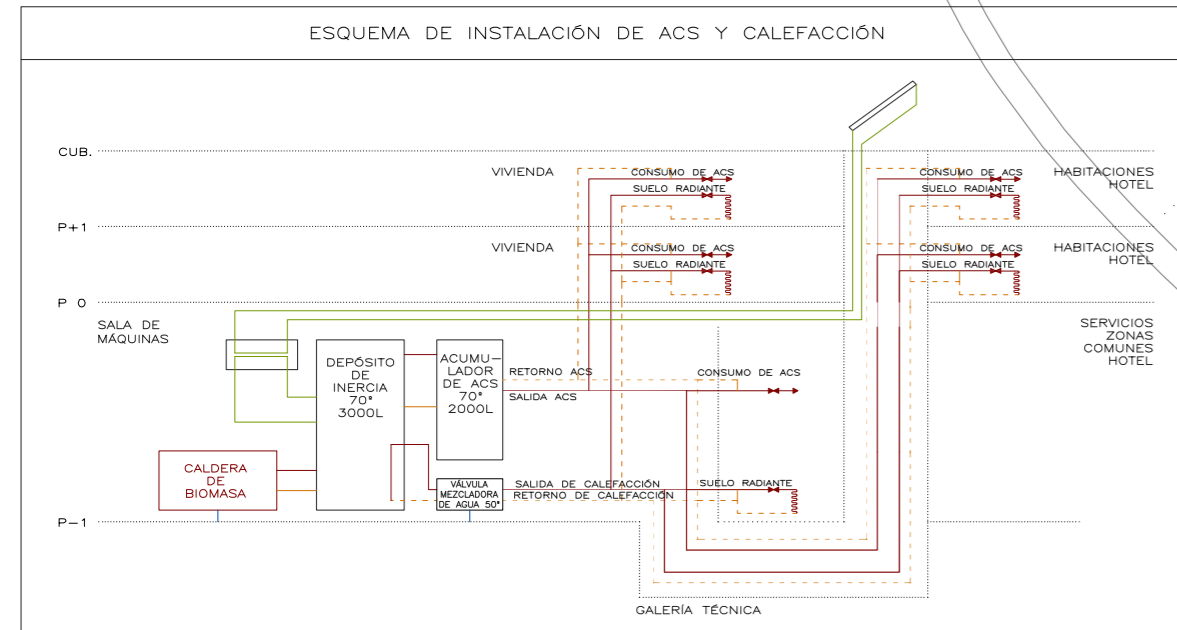 ESQUEMA DE INSTALACIÓN DE ACS Y CALEFACCIÓN
CUB.
VIVIENDA
CONSUMO DE ACS
SUELO RADIANTE
CONSUMO DE ACS
SUELO RADIANTE
HABITACIONES
HOTEL
P+1
VIVIENDA
CONSUMO DE ACS
SUELO RADIANTE
CONSUMO DE ACS
SUELO RADIANTE
HABITACIONES
HOTEL
P 0
SALA DE
MÁQUINAS
SERVICIOS
ZONAS
COMUNES
HOTEL
DEPÓSITO
DE
INERCIA
70°
3000L
ACUMU-
LADOR
DE ACS
70°
2000L
RETORNO ACS
SALIDA ACS
CONSUMO DE ACS
CALDERA
DE
BIOMASA
VÁLVULA
MEZCLADORA
DE AGUA 50°
SALIDA DE CALEFACCIÓN
RETORNO DE CALEFACCIÓN
SUELO RADIANTE
P-1
GALERÍA TÉCNICA